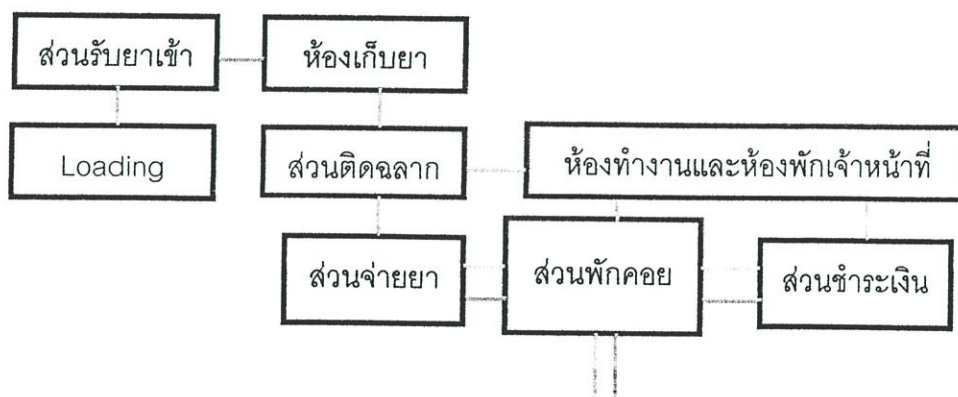 ส่วนรับยาเข้า
ห้องเก็บยา
Loading
ส่วนติดฉลาก
ห้องทำงานและห้องพักเจ้าหน้าที่
ส่วนจ่ายยา
ส่วนพักคอย
ส่วนชำระเงิน